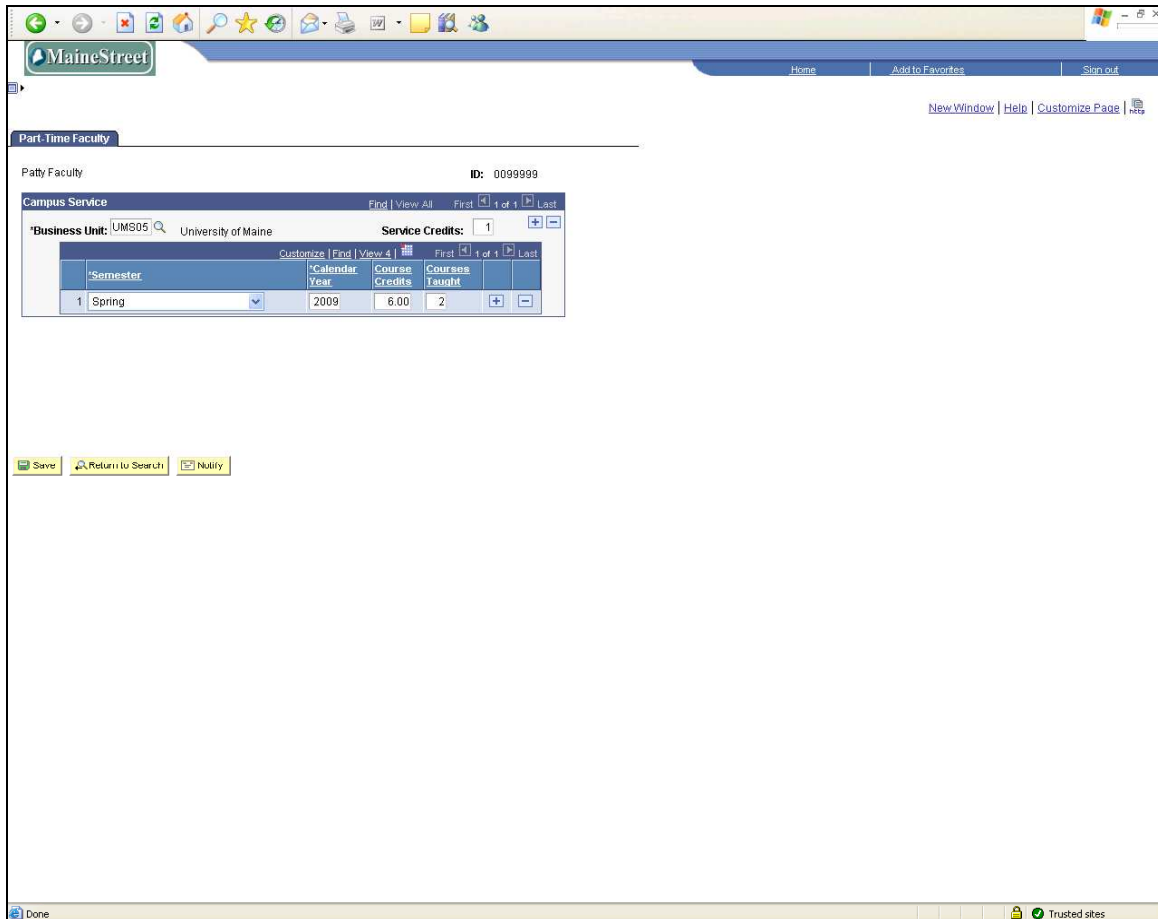 MaineStreet
Home Add to Favorites Sign out
New Window | Help | Customize Page | http
Part-Time Faculty
Patty Faculty ID: 0099999
Campus Service Find | View All First 1 of 1 Last
*Business Unit: UMS05 University of Maine Service Credits: 1
Customize | Find | View 4 | First 1 of 1 Last
*Semester *Calendar Year Course Credits Courses Taught
1 Spring 2009 6.00 2
Save Return to Search Notify
Done Trusted sites